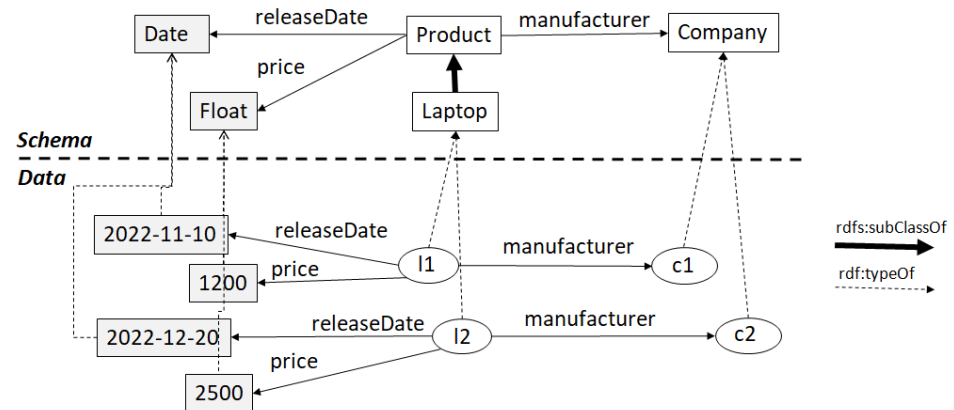 releaseDate
manufacturer
Date
Product
Company
price
Float
Laptop
Schema
Data
2022-11-10
releaseDate
l1
manufacturer
c1
rdfs:subClassOf
1200
price
rdf:typeOf
2022-12-20
releaseDate
l2
manufacturer
c2
price
2500